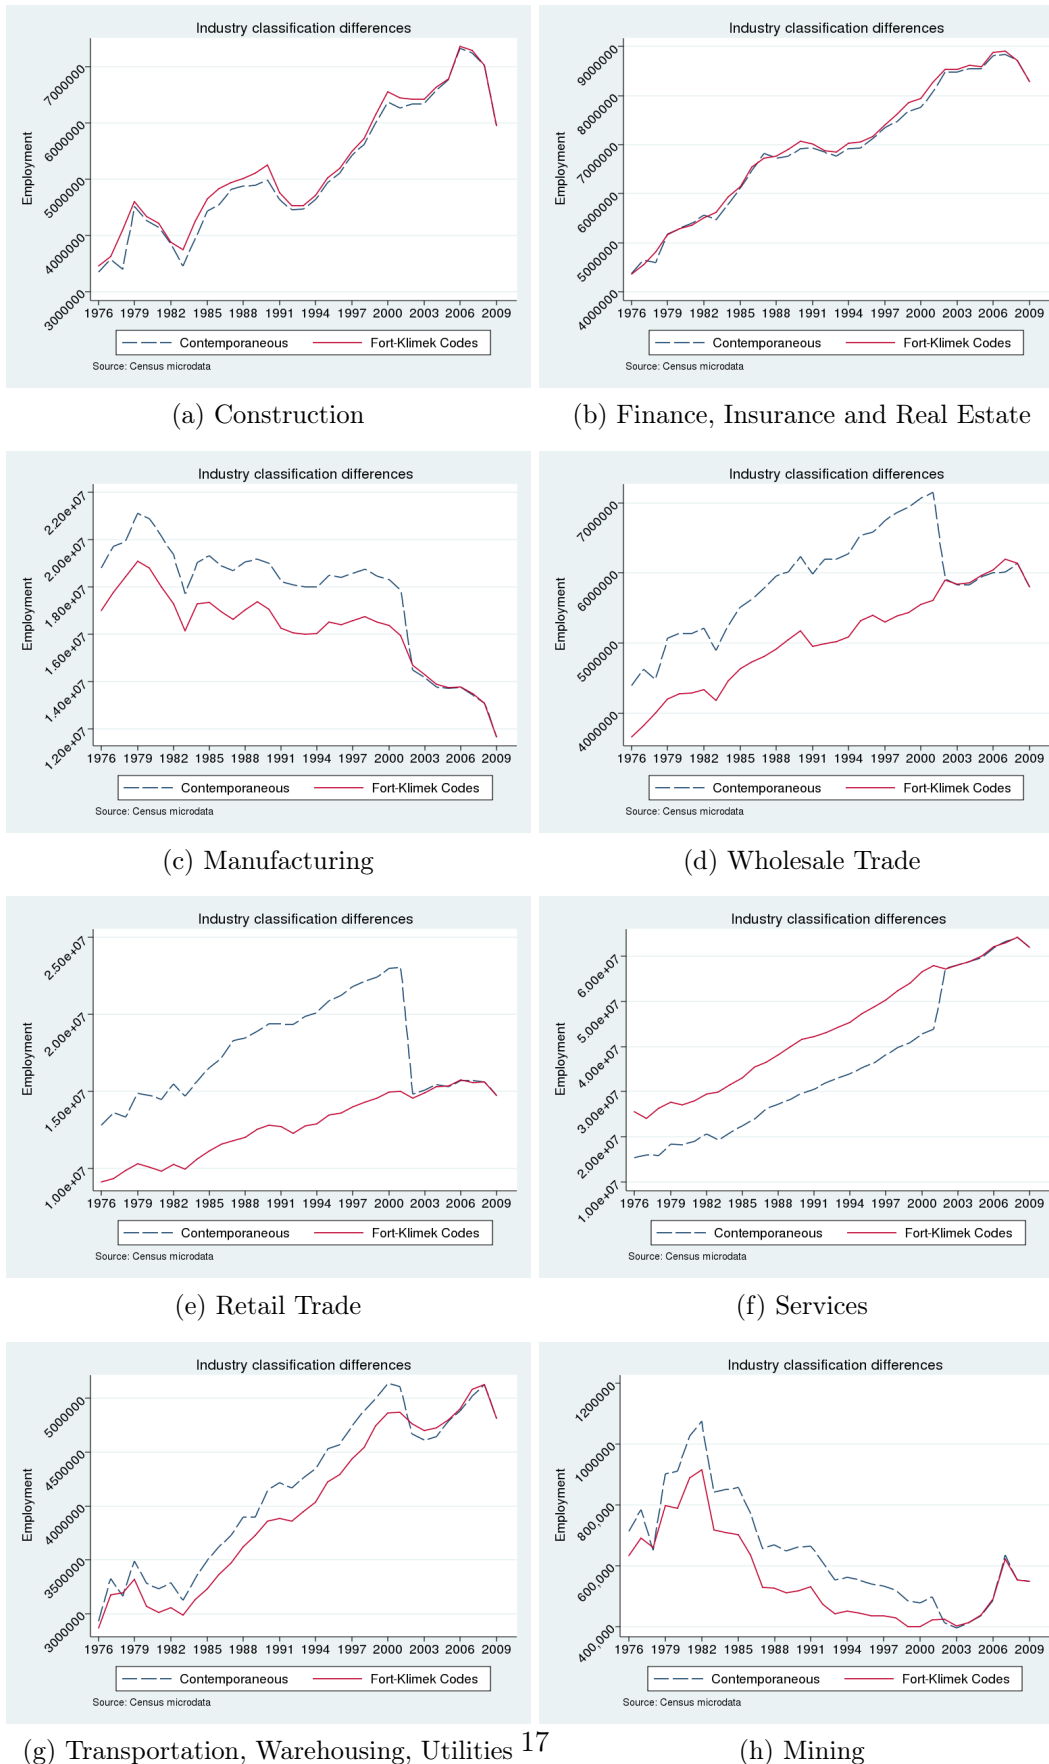 Industry classification differences
Employment
7000000
6000000
5000000
4000000
3000000
1976 1979 1982 1985 1988 1991 1994 1997 2000 2003 2006 2009
Contemporaneous Fort-Klimek Codes
Source: Census microdata
(a) Construction
Industry classification differences
Employment
9000000
8000000
7000000
6000000
5000000
4000000
1976 1979 1982 1985 1988 1991 1994 1997 2000 2003 2006 2009
Contemporaneous Fort-Klimek Codes
Source: Census microdata
(b) Finance, Insurance and Real Estate
Industry classification differences
Employment
2.20e+07
2.00e+07
1.80e+07
1.60e+07
1.40e+07
1.20e+07
1976 1979 1982 1985 1988 1991 1994 1997 2000 2003 2006 2009
Contemporaneous Fort-Klimek Codes
Source: Census microdata
(c) Manufacturing
Industry classification differences
Employment
7000000
6000000
5000000
4000000
1976 1979 1982 1985 1988 1991 1994 1997 2000 2003 2006 2009
Contemporaneous Fort-Klimek Codes
Source: Census microdata
(d) Wholesale Trade
Industry classification differences
Employment
2.50e+07
2.00e+07
1.50e+07
1.00e+07
1976 1979 1982 1985 1988 1991 1994 1997 2000 2003 2006 2009
Contemporaneous Fort-Klimek Codes
Source: Census microdata
(e) Retail Trade
Industry classification differences
Employment
6.00e+07
5.00e+07
4.00e+07
3.00e+07
2.00e+07
1.00e+07
1976 1979 1982 1985 1988 1991 1994 1997 2000 2003 2006 2009
Contemporaneous Fort-Klimek Codes
Source: Census microdata
(f) Services
Industry classification differences
Employment
5000000
4500000
4000000
3500000
3000000
1976 1979 1982 1985 1988 1991 1994 1997 2000 2003 2006 2009
Contemporaneous Fort-Klimek Codes
Source: Census microdata
(g) Transportation, Warehousing, Utilities
Industry classification differences
Employment
1200000
1000000
800,000
600,000
400,000
1976 1979 1982 1985 1988 1991 1994 1997 2000 2003 2006 2009
Contemporaneous Fort-Klimek Codes
Source: Census microdata
(h) Mining
17